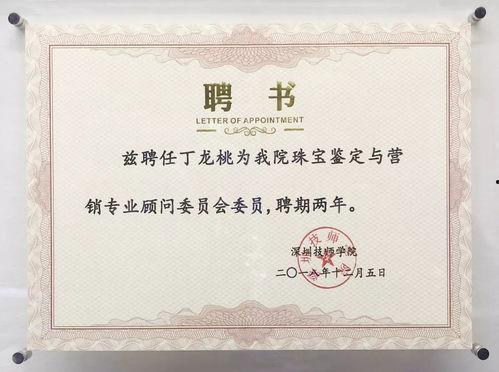 聘 书
LETTER OF APPOINTMENT
兹聘任丁龙桃为我院珠宝鉴定与营
销专业顾问委员会委员,聘期两年。
深圳技师学院
二〇一八年十二月五日